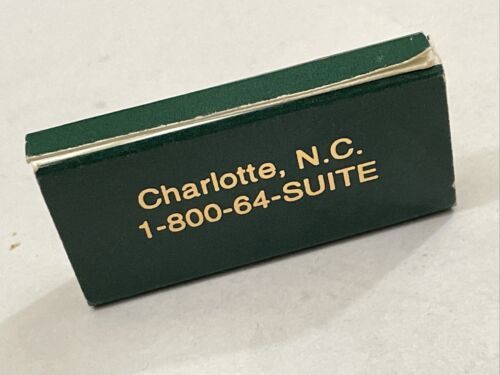 Charlotte, N.C.
1-800-64-SUITE